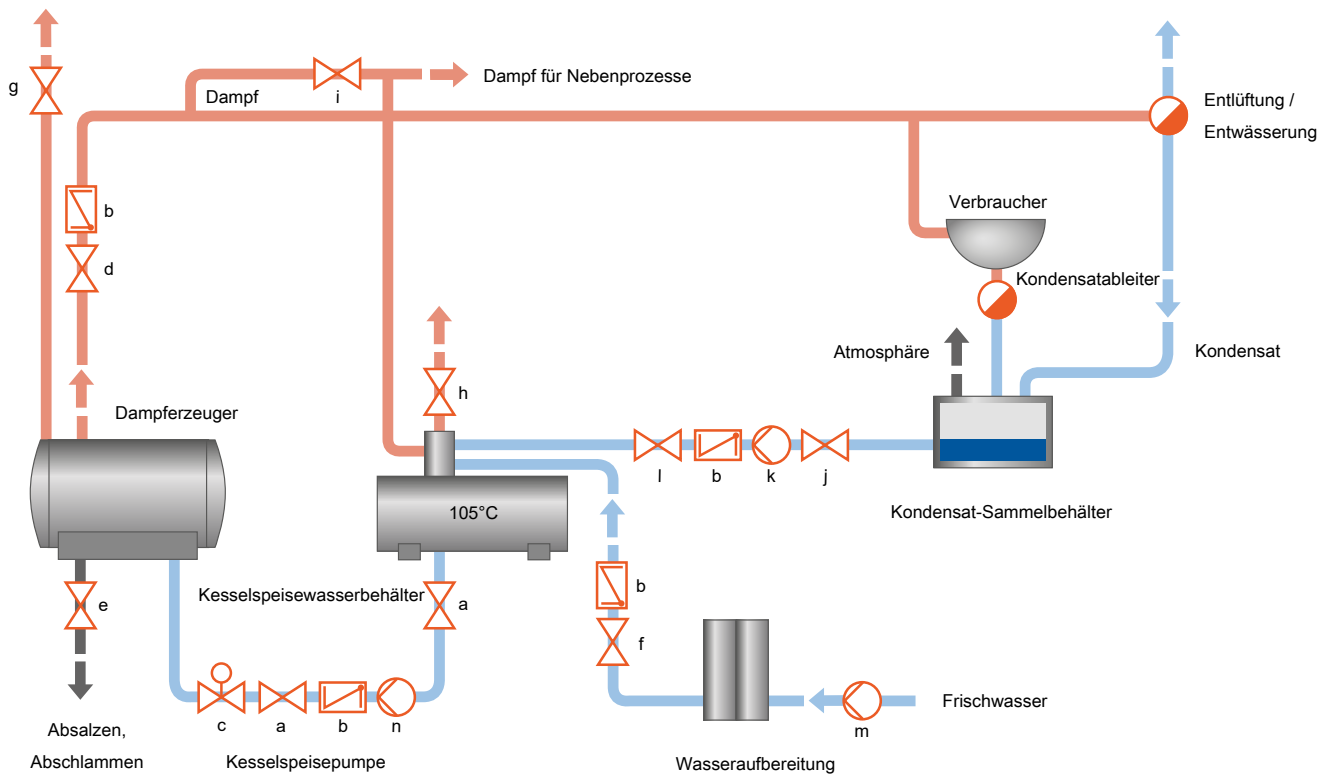 g
Dampf
i
Dampf für Nebenprozesse
Entlüftung /
Entwässerung
b
d
Verbraucher
Kondensatableiter
Atmosphäre
Kondensat
h
Dampferzeuger
l
b
k
j
105°C
Kondensat-Sammelbehälter
Kesselspeisewasserbehälter
a
e
b
f
c
a
b
n
Frischwasser
m
Absalzen,
Abschlammen
Kesselspeisepumpe
Wasseraufbereitung